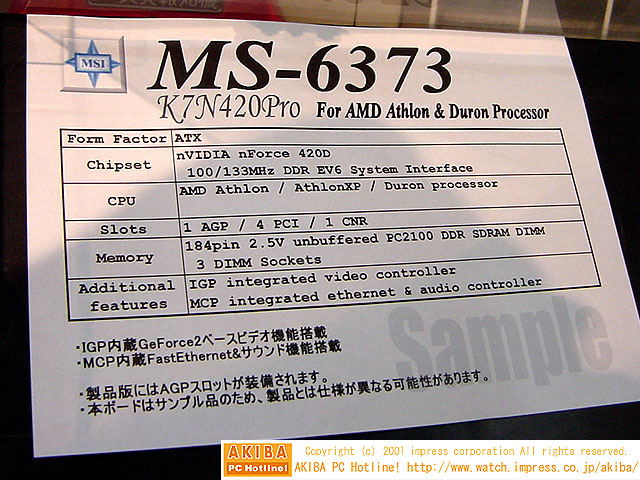 MSI
MS-6373
K7N420Pro For AMD Athlon & Duron Processor
Form Factor ATX
Chipset nVIDIA nForce 420D
100/133MHz DDR EV6 System Interface
CPU AMD Athlon / AthlonXP / Duron processor
Slots 1 AGP / 4 PCI / 1 CNR
Memory 184pin 2.5V unbuffered PC2100 DDR SDRAM DIMM
3 DIMM Sockets
Additional features IGP integrated video controller
MCP integrated ethernet & audio controller
Sample
・IGP内蔵GeForce2ベースビデオ機能搭載
・MCP内蔵FastEthernet&サウンド機能搭載
・製品版にはAGPスロットが装備されます。
・本ボードはサンプル品のため、製品とは仕様が異なる可能性があります。
AKIBA
PC Hotline!
Copyright (c) 2001 impress corporation All rights reserved.
AKIBA PC Hotline! http://www.watch.impress.co.jp/akiba/